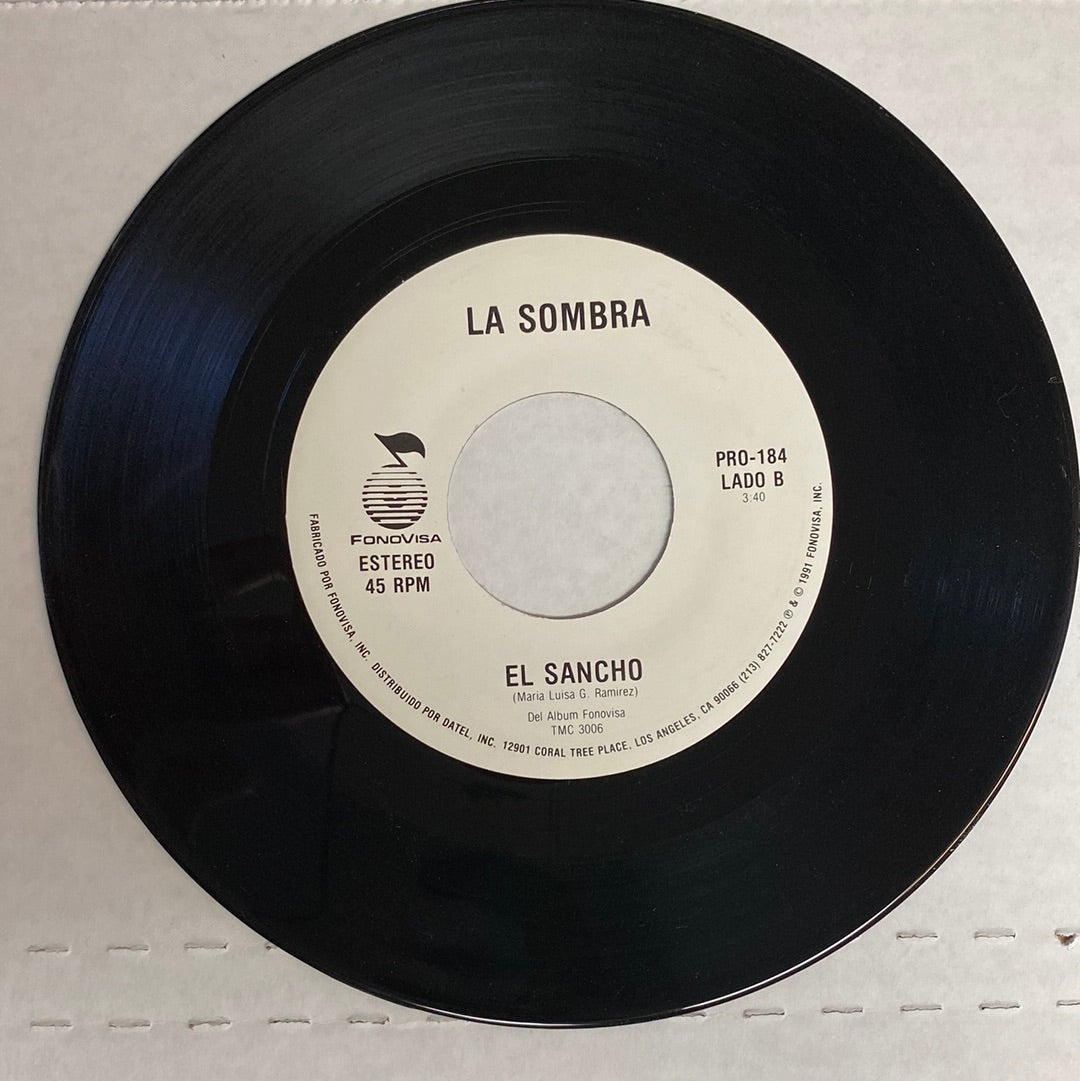 LA SOMBRA
PRO-184
LADO B
3:40
FONOVISA
ESTEREO
45 RPM
EL SANCHO
(Maria Luisa G. Ramirez)
Del Album Fonovisa
TMC 3006
FABRICADO POR FONOVISA, INC. DISTRIBUIDO POR DATEL, INC. 12901 CORAL TREE PLACE, LOS ANGELES, CA 90066 (213) 827-7222 ℗ & © 1991 FONOVISA, INC.